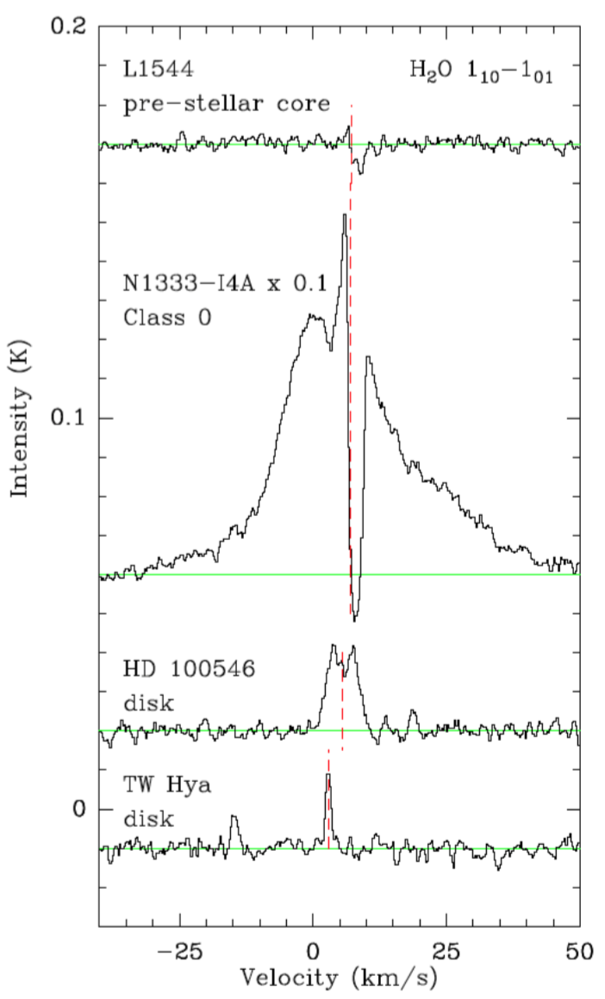 0.2
L1544
H₂O 1₁₀−1₀₁
pre−stellar core
N1333−I4A x 0.1
Class 0
Intensity (K)
0.1
HD 100546
disk
TW Hya
0
disk
−25 0 25 50
Velocity (km/s)